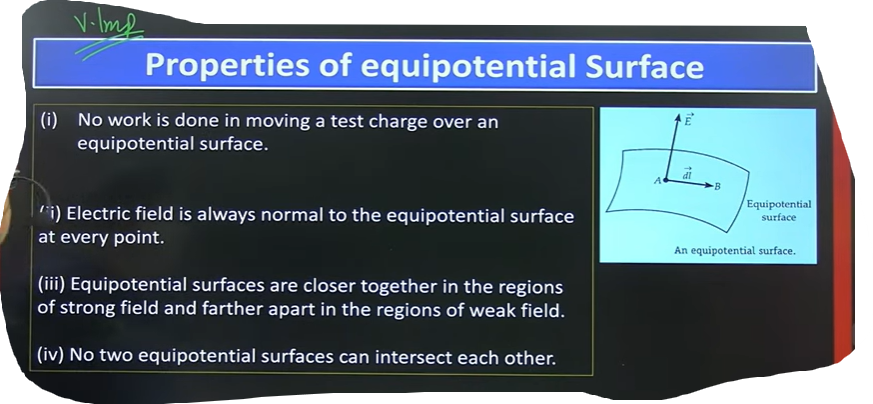 V. Imp
Properties of equipotential Surface
(i) No work is done in moving a test charge over an
equipotential surface.
(ii) Electric field is always normal to the equipotential surface
at every point.
(iii) Equipotential surfaces are closer together in the regions
of strong field and farther apart in the regions of weak field.
(iv) No two equipotential surfaces can intersect each other.
E
A
dl
B
Equipotential
surface
An equipotential surface.